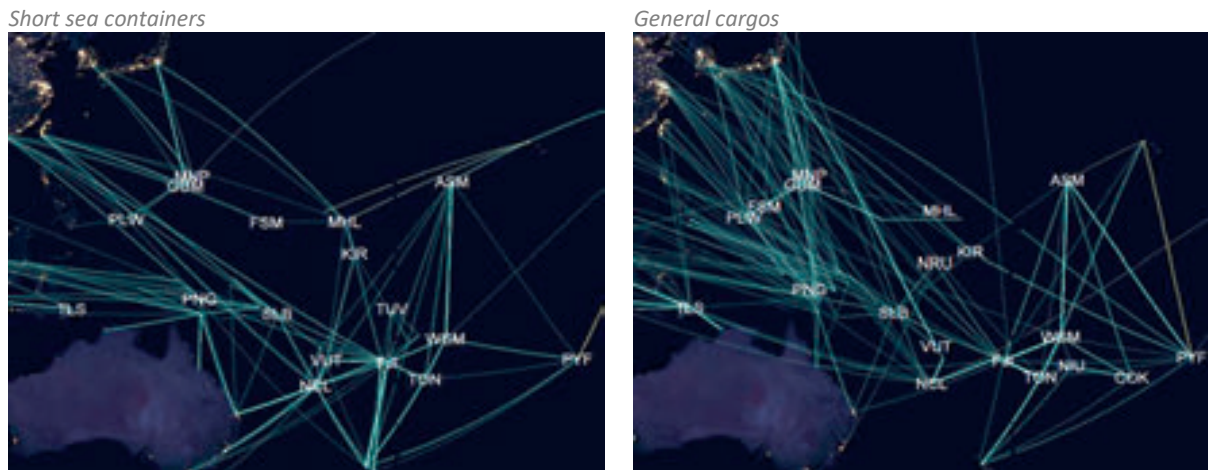 Short sea containers
General cargos
MNP
GUM
ASM
PLW
FSM
MHL
KIR
PNG
TLS
SLB
TUV
WSM
VUT
FJI
PYF
NCL
TON
MNP
GUM
ASM
FSM
PLW
MHL
KIR
NRU
PNG
TLS
SLB
WSM
VUT
FJI
PYF
NIU
NCL
TON
COK